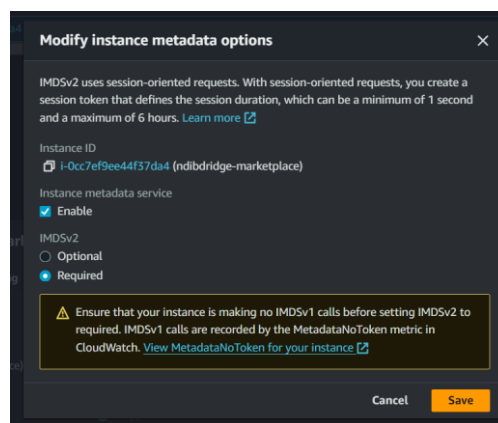 Modify instance metadata options
IMDSv2 uses session-oriented requests. With session-oriented requests, you create a
session token that defines the session duration, which can be a minimum of 1 second
and a maximum of 6 hours. Learn more
Instance ID
i-0cc7ef9ee44f37da4 (ndibdridge-marketplace)
Instance metadata service
Enable
IMDSv2
Optional
Required
Ensure that your instance is making no IMDSv1 calls before setting IMDSv2 to
required. IMDSv1 calls are recorded by the MetadataNoToken metric in
CloudWatch. View MetadataNoToken for your instance
Cancel
Save